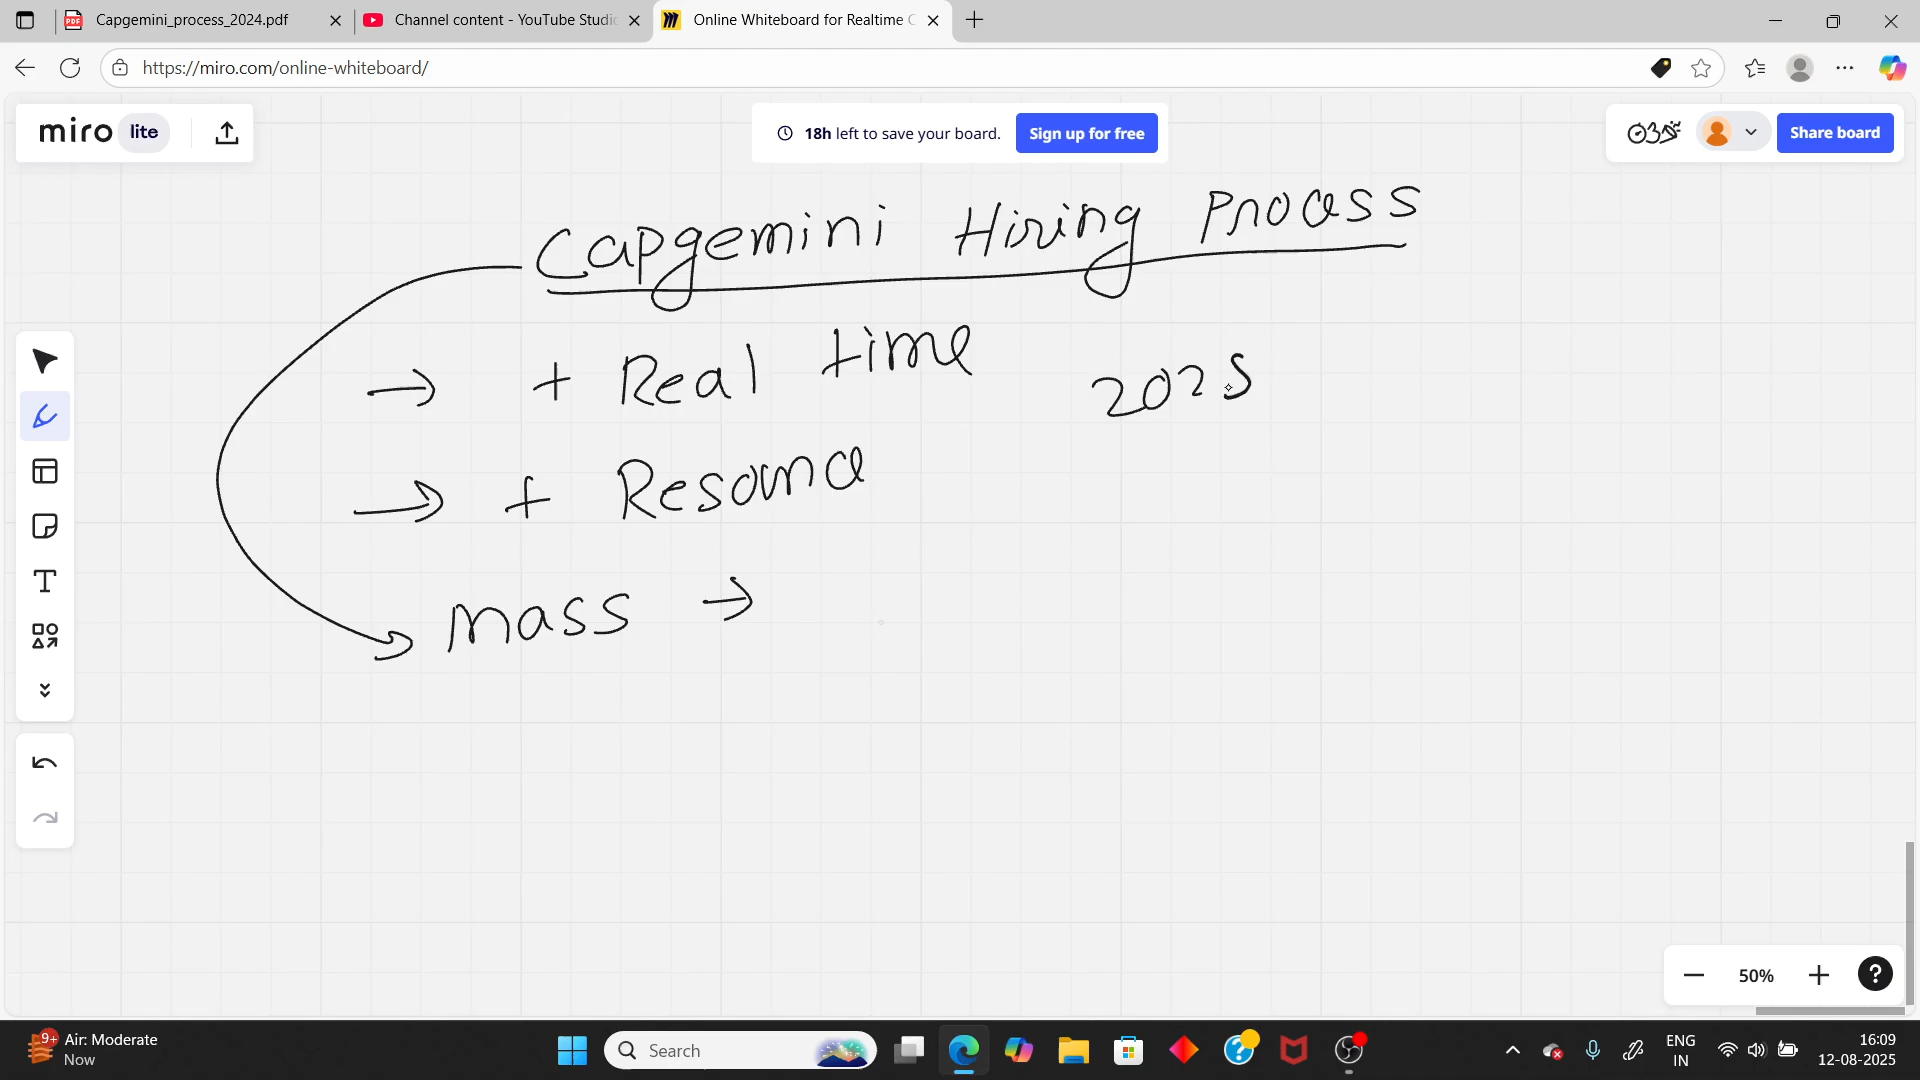 Capgemini_process_2024.pdf
Channel content - YouTube Studio
Online Whiteboard for Realtime C
https://miro.com/online-whiteboard/
miro lite
18h left to save your board.
Sign up for free
Share board
Capgemini Hiring Process
→ + Real time 2025
→ + Resource
mass →
T
50%
?
9+
Air: Moderate
Now
Search
ENG
IN
16:09
12-08-2025